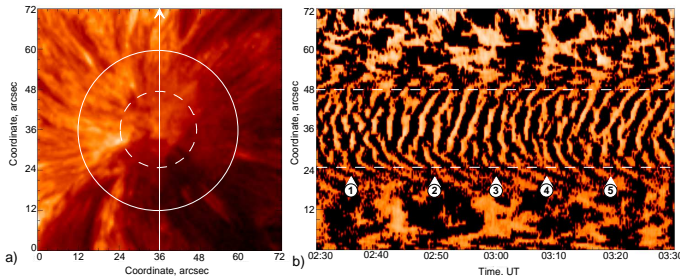 72
60
48
36
24
12
0
Coordinate, arcsec
0 12 24 36 48 60 72
Coordinate, arcsec
a)
72
60
48
36
24
12
Coordinate, arcsec
1 2 3 4 5
02:30 02:40 02:50 03:00 03:10 03:20 03:30
Time, UT
b)